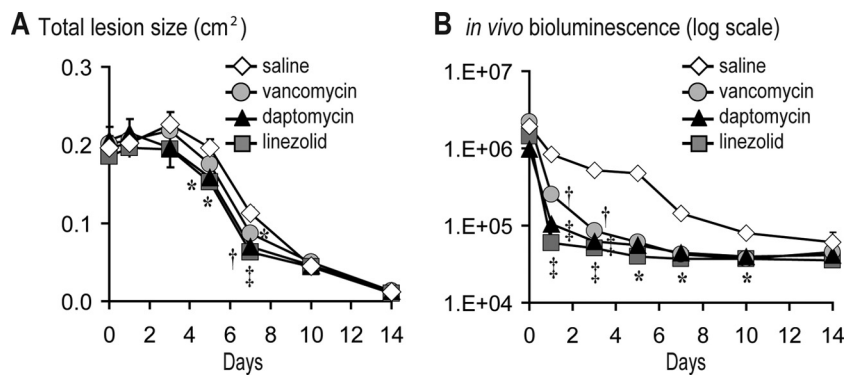 A Total lesion size (cm²)
saline
vancomycin
daptomycin
linezolid
0.3
0.2
0.1
0.0
* * * † ‡
0 2 4 6 8 10 12 14
Days
B in vivo bioluminescence (log scale)
saline
vancomycin
daptomycin
linezolid
1.E+07
1.E+06
1.E+05
1.E+04
† †
‡ ‡
‡ ‡ * * *
0 2 4 6 8 10 12 14
Days